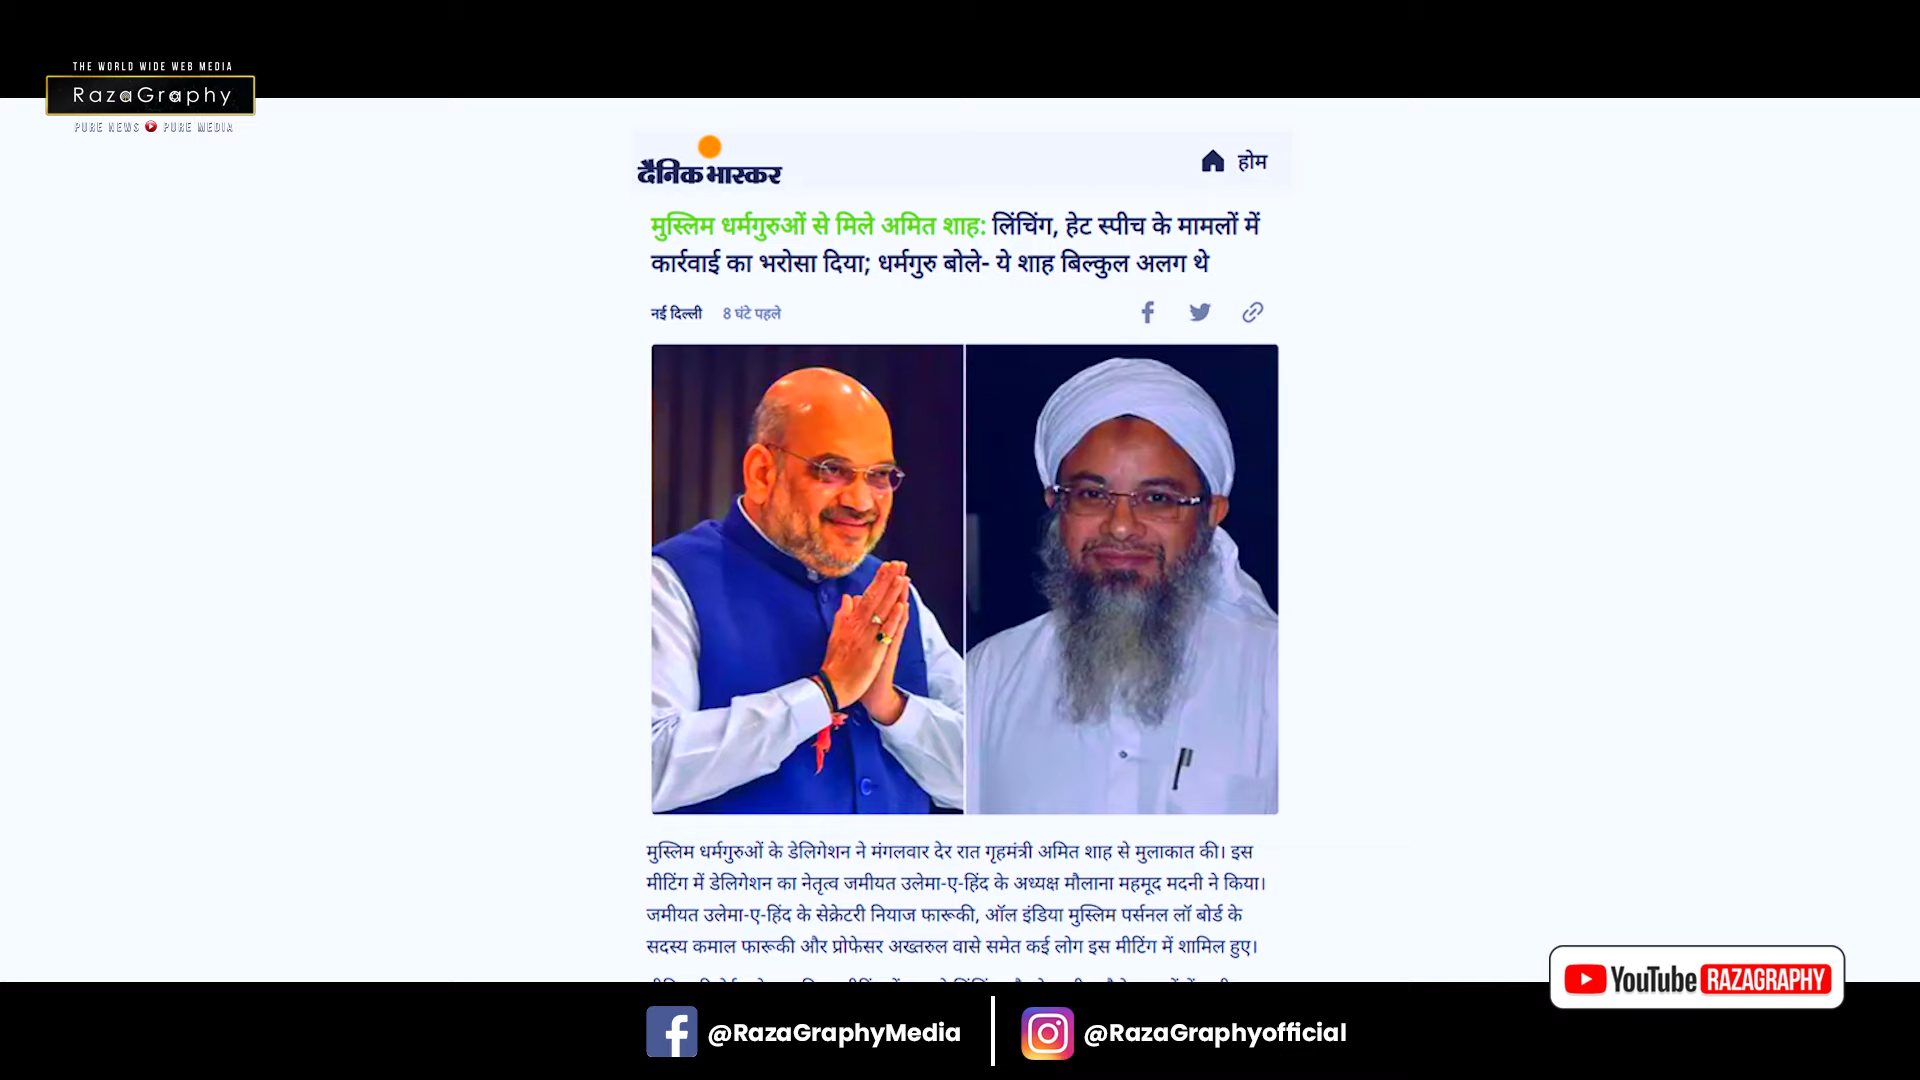 THE WORLD WIDE WEB MEDIA
RazaGraphy
PURE NEWS PURE MEDIA
दैनिक भास्कर
होम
मुस्लिम धर्मगुरुओं से मिले अमित शाह: लिंचिंग, हेट स्पीच के मामलों में
कार्रवाई का भरोसा दिया; धर्मगुरु बोले- ये शाह बिल्कुल अलग थे
नई दिल्ली 8 घंटे पहले
मुस्लिम धर्मगुरुओं के डेलिगेशन ने मंगलवार देर रात गृहमंत्री अमित शाह से मुलाकात की। इस
मीटिंग में डेलिगेशन का नेतृत्व जमीयत उलेमा-ए-हिंद के अध्यक्ष मौलाना महमूद मदनी ने किया।
जमीयत उलेमा-ए-हिंद के सेक्रेटरी नियाज फारूकी, ऑल इंडिया मुस्लिम पर्सनल लॉ बोर्ड के
सदस्य कमाल फारूकी और प्रोफेसर अख्तरुल वासे समेत कई लोग इस मीटिंग में शामिल हुए।
YouTube RAZAGRAPHY
@RazaGraphyMedia
@RazaGraphyofficial